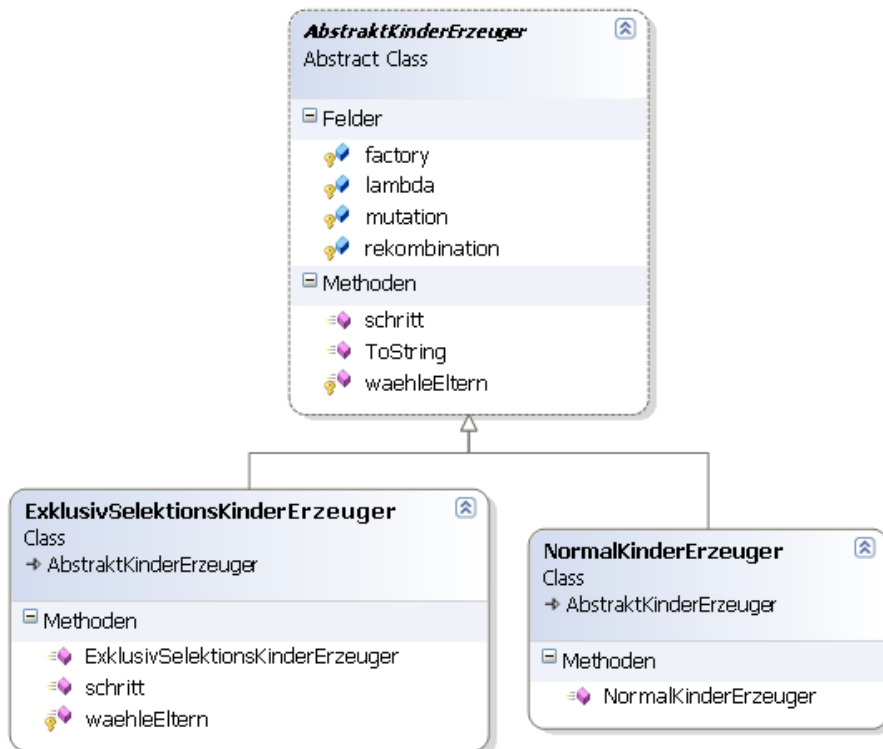 AbstraktKinderErzeuger
Abstract Class
Felder
factory
lambda
mutation
rekombination
Methoden
schritt
ToString
waehleEltern
ExklusivSelektionsKinderErzeuger
Class
AbstraktKinderErzeuger
Methoden
ExklusivSelektionsKinderErzeuger
schritt
waehleEltern
NormalKinderErzeuger
Class
AbstraktKinderErzeuger
Methoden
NormalKinderErzeuger